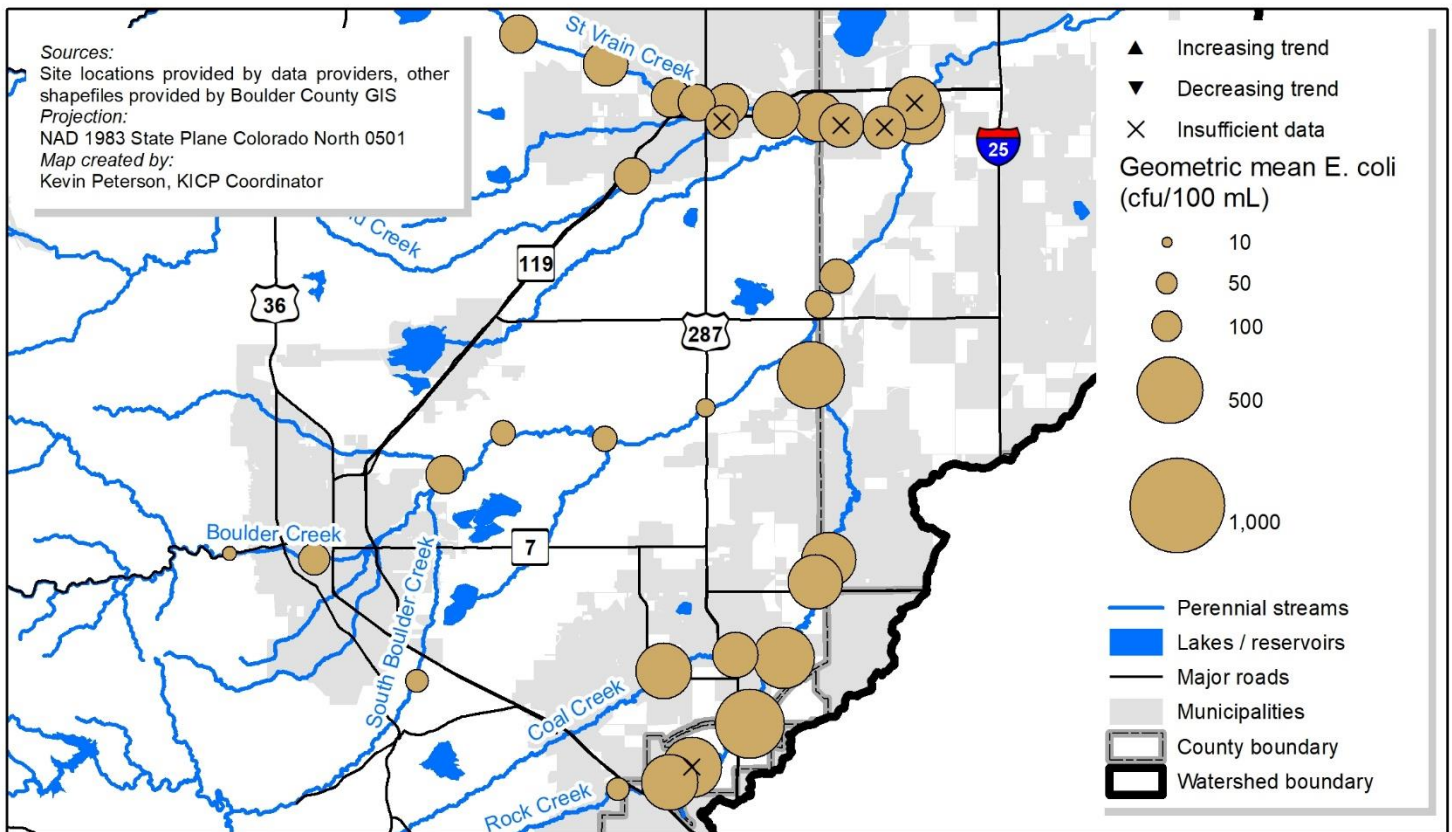 Sources:
Site locations provided by data providers, other
shapefiles provided by Boulder County GIS
Projection:
NAD 1983 State Plane Colorado North 0501
Map created by:
Kevin Peterson, KICP Coordinator
St Vrain Creek
Creek
119
36
287
25
Boulder Creek
7
South Boulder Creek
Coal Creek
Rock Creek
Increasing trend
Decreasing trend
Insufficient data
Geometric mean E. coli
(cfu/100 mL)
10
50
100
500
1,000
Perennial streams
Lakes / reservoirs
Major roads
Municipalities
County boundary
Watershed boundary